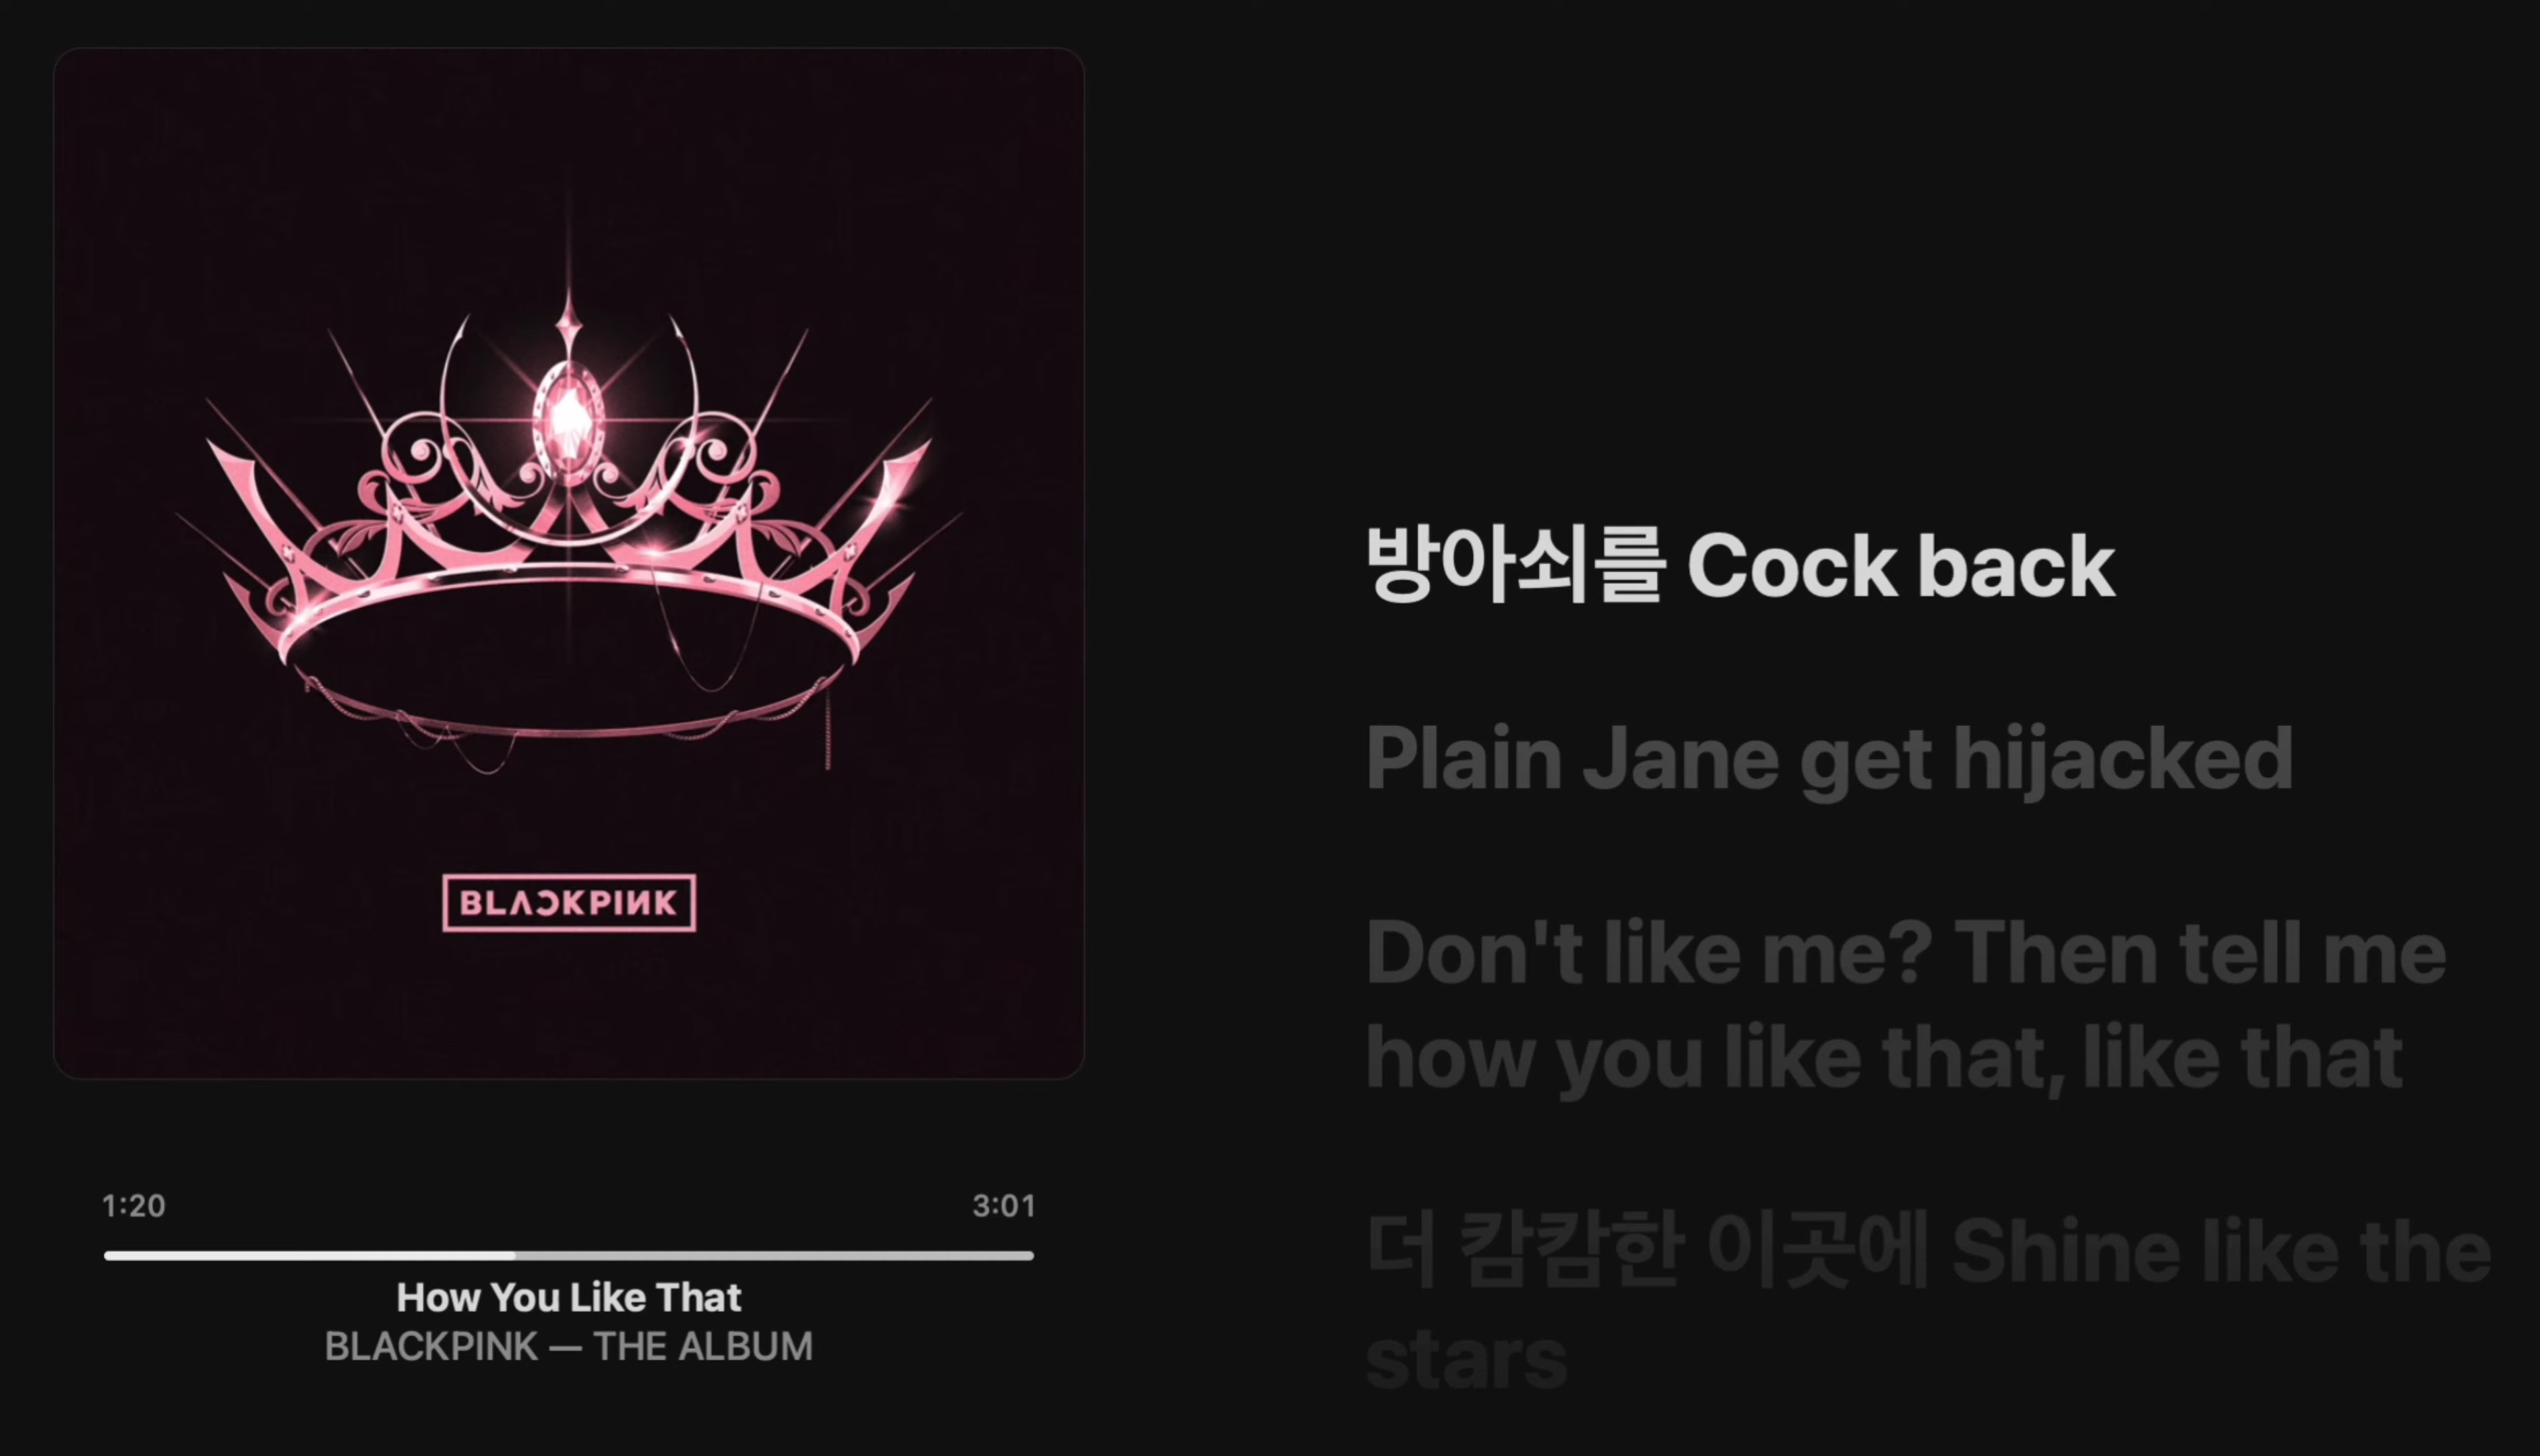 BLACKPINK
1:20
3:01
How You Like That
BLACKPINK — THE ALBUM
방아쇠를 Cock back
Plain Jane get hijacked
Don't like me? Then tell me
how you like that, like that
더 캄캄한 이곳에 Shine like the
stars